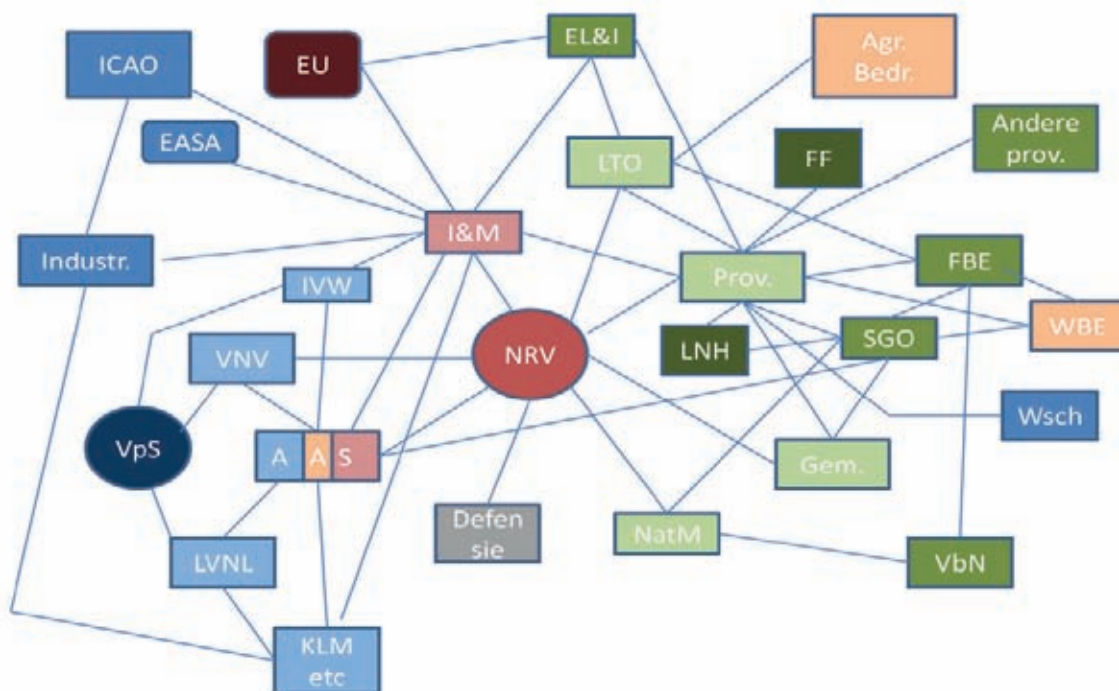 ICAO
EU
EL&I
Agr.
Bedr.
EASA
LTO
FF
Andere
prov.
Industr.
I&M
IVW
Prov.
FBE
VNV
NRV
LNH
SGO
WBE
VpS
A A S
Wsch
Gem.
Defen
sie
NatM
LVNL
VbN
KLM
etc